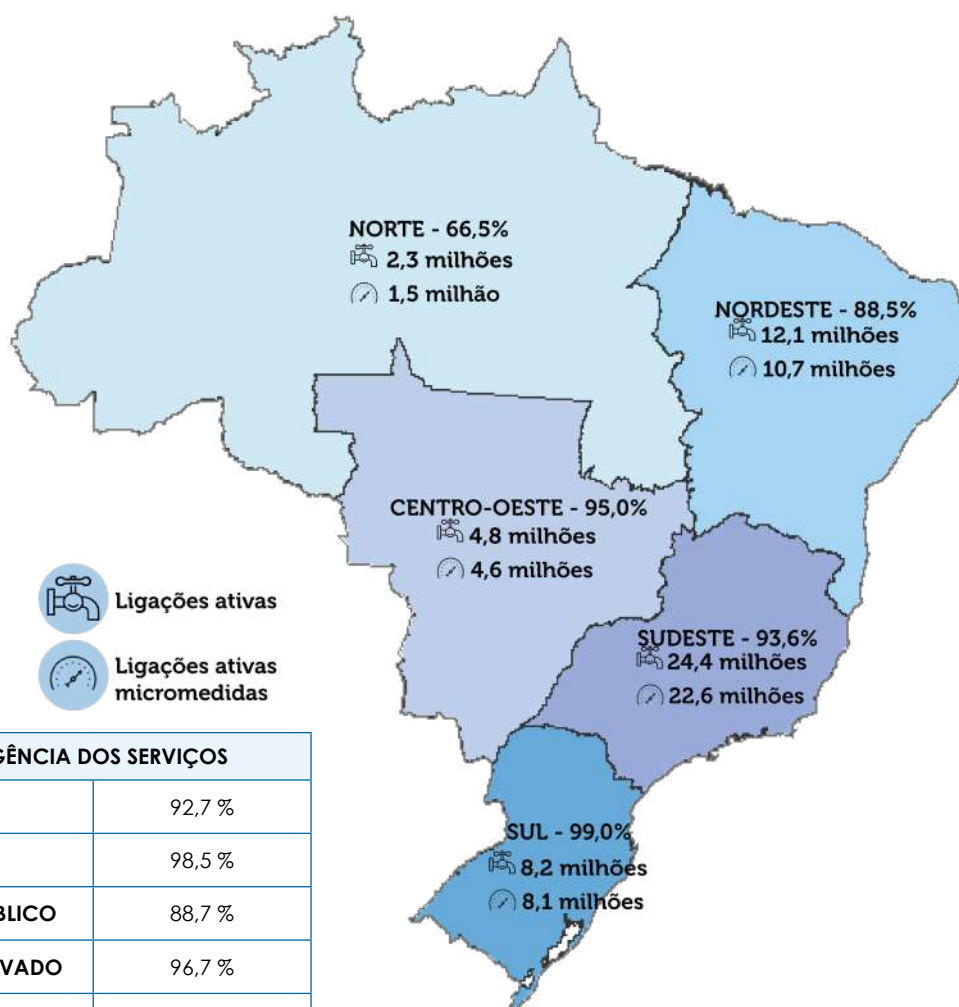 NORTE - 66,5%
2,3 milhões
1,5 milhão
NORDESTE - 88,5%
12,1 milhões
10,7 milhões
CENTRO-OESTE - 95,0%
4,8 milhões
4,6 milhões
SUDESTE - 93,6%
24,4 milhões
22,6 milhões
SUL - 99,0%
8,2 milhões
8,1 milhões
Ligações ativas
Ligações ativas
micromedidas
DOS SERVIÇOS
92,7 %
98,5 %
88,7 %
96,7 %